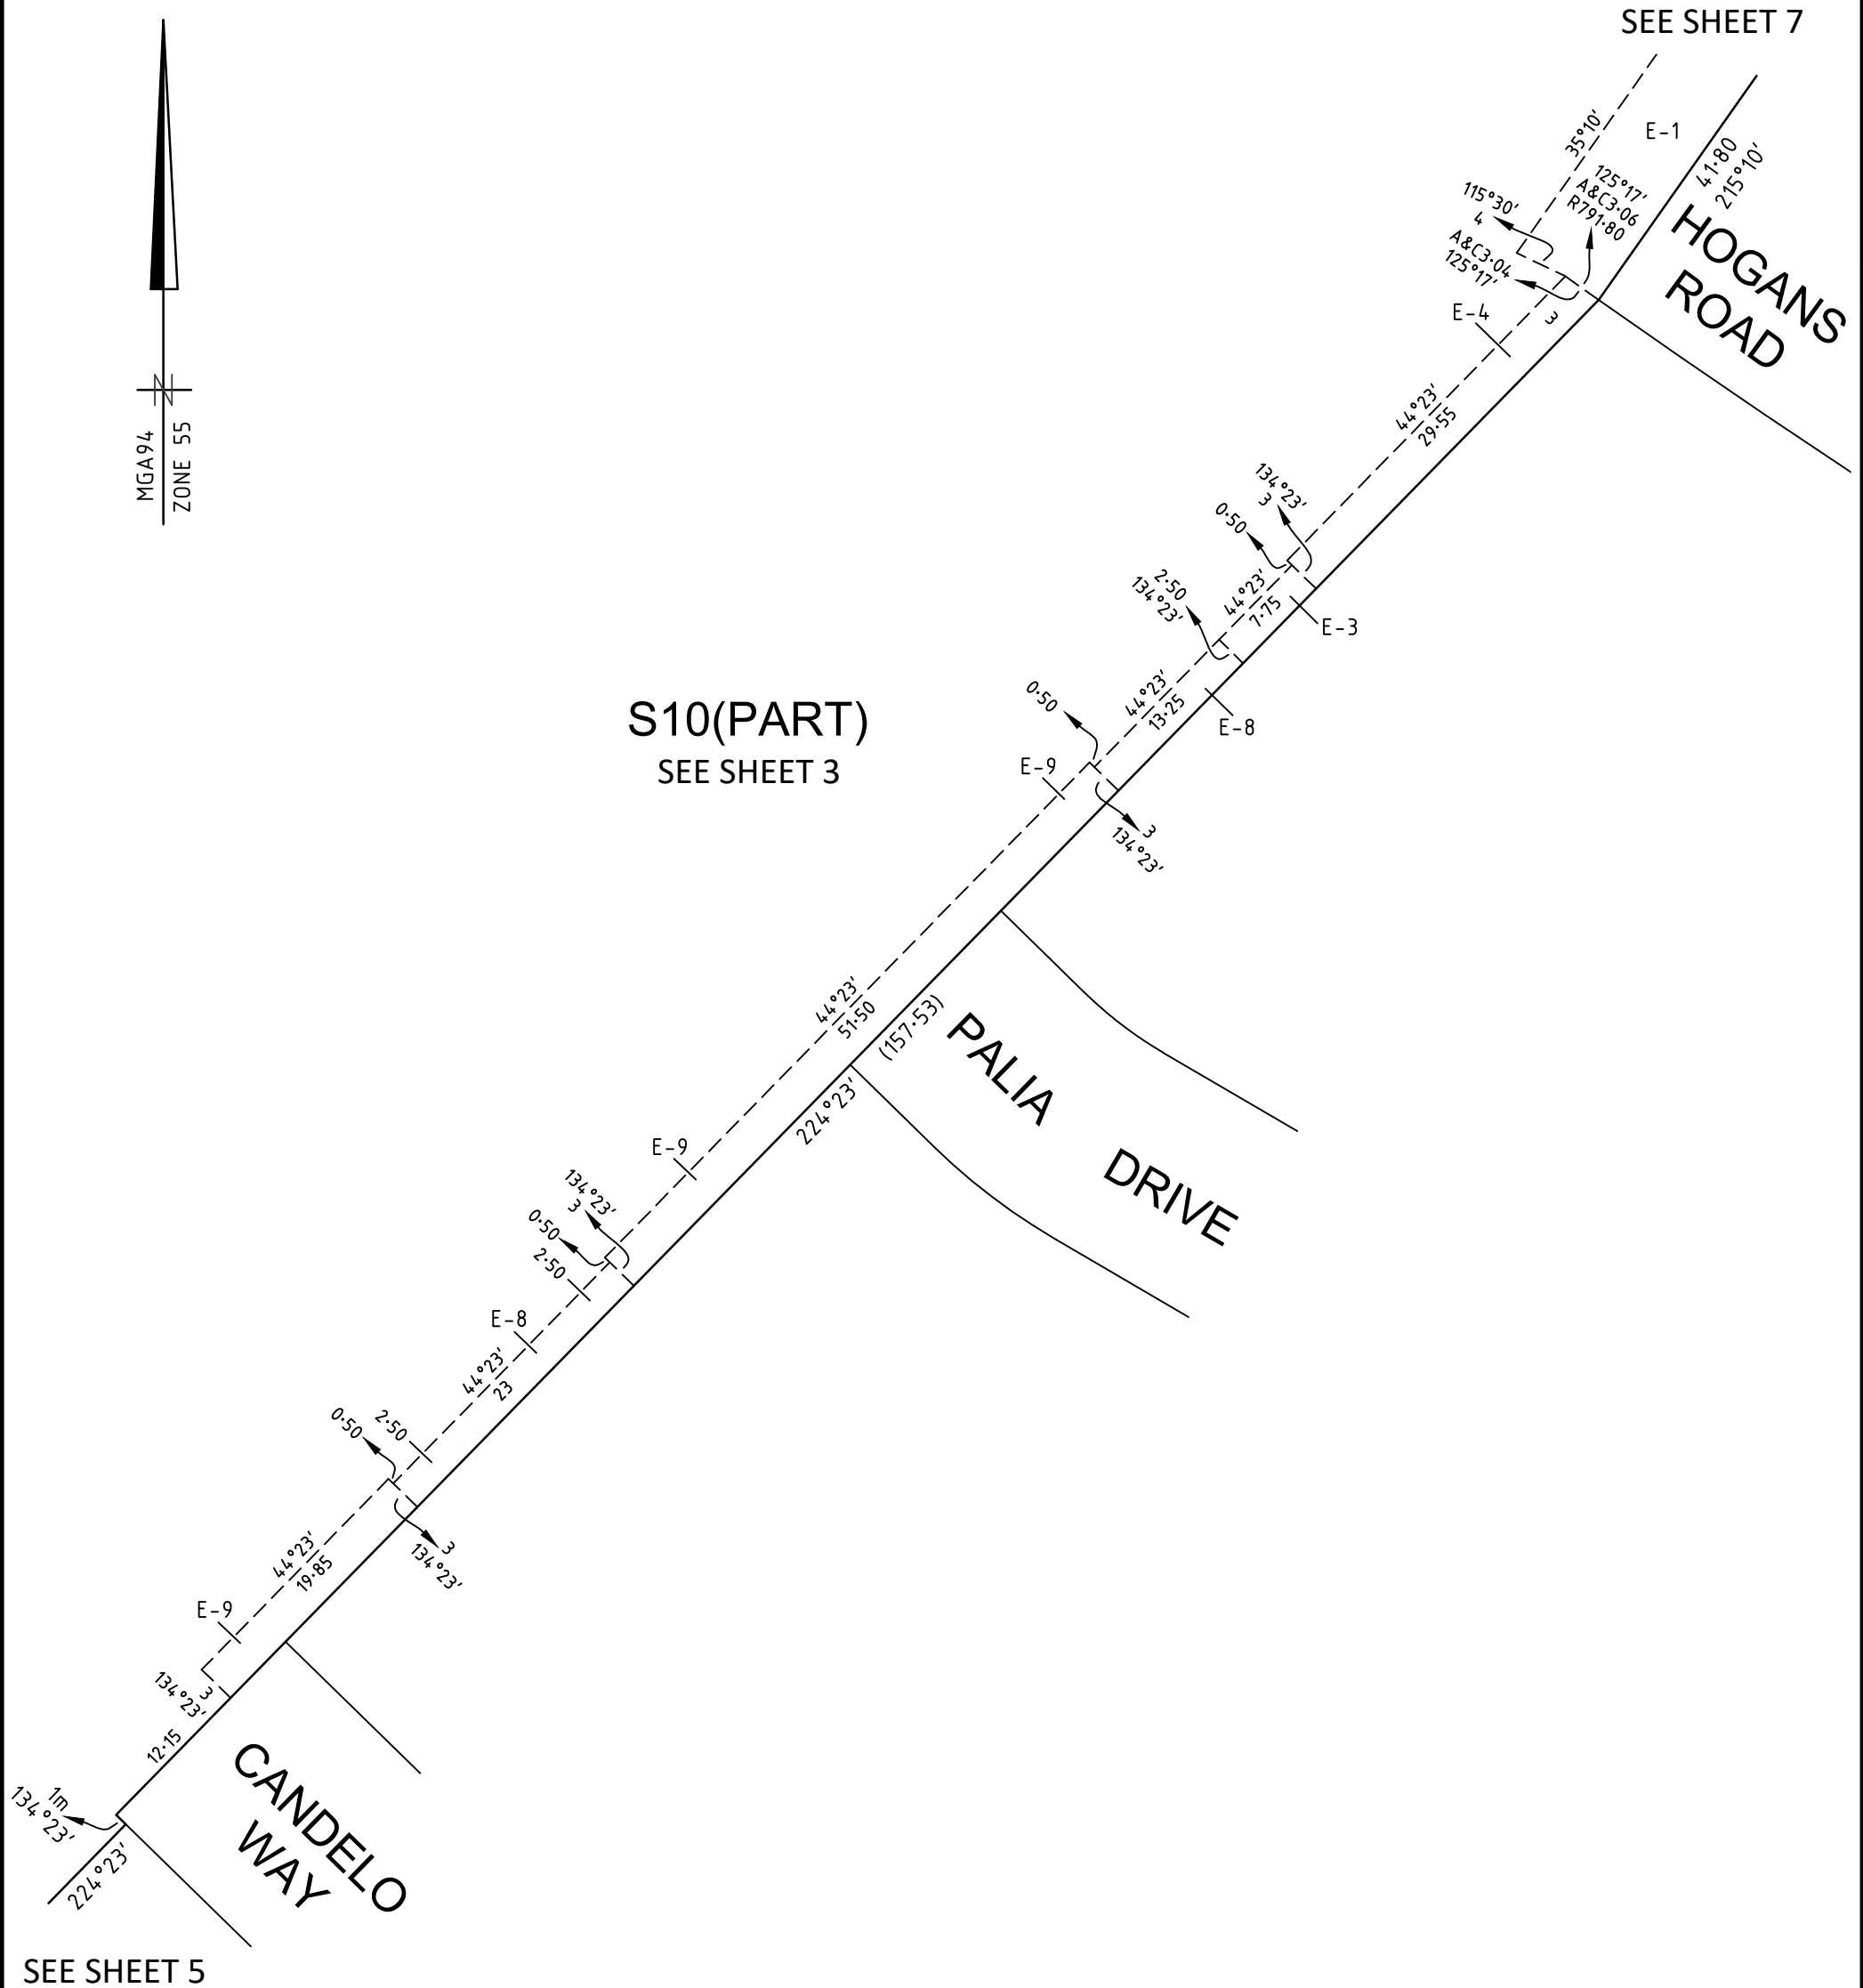 SEE SHEET 7
E-1
35°10'
41·80
215°10'
125°17'
A&C3·06
R791·80
115°30'
4
A&C3·04
125°17'
HOGANS
ROAD
E-4
3
44°23'
29·55
MGA94
ZONE 55
N
134°23'
3
0·50
2·50
134°23'
44°23'
7·75
E-3
0·50
44°23'
13·25
E-8
S10(PART)
SEE SHEET 3
E-9
3
134°23'
44°23'
51·50
(157·53)
224°23'
PALIA
DRIVE
E-9
134°23'
3
0·50
2·50
E-8
44°23'
23
0·50
2·50
3
134°23'
44°23'
19·85
E-9
3
134°23'
12·15
1m
134°23'
224°23'
CANDELO
WAY
SEE SHEET 5